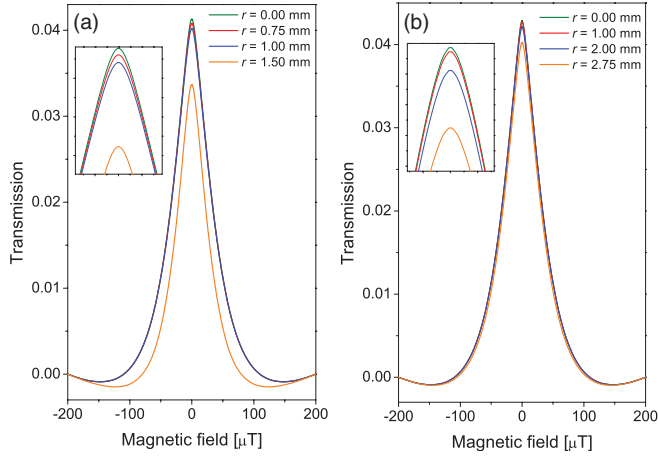 (a)
r = 0.00 mm
r = 0.75 mm
r = 1.00 mm
r = 1.50 mm
0.04
0.03
0.02
0.01
0.00
Transmission
-200 -100 0 100 200
Magnetic field [μT]
(b)
r = 0.00 mm
r = 1.00 mm
r = 2.00 mm
r = 2.75 mm
0.04
0.03
0.02
0.01
0.00
Transmission
-200 -100 0 100 200
Magnetic field [μT]